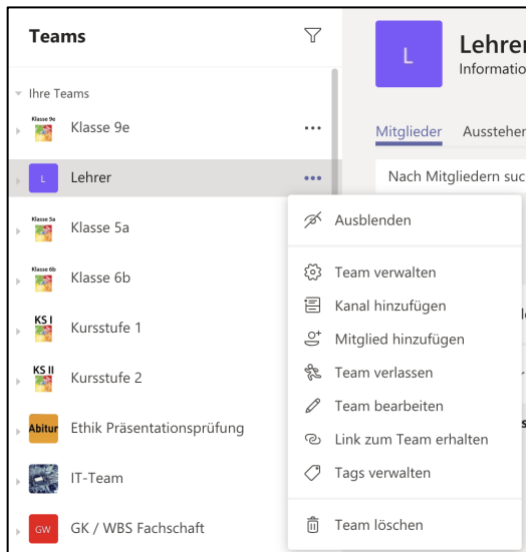 Teams
Ihre Teams
Klasse 9e
Klasse 9e
L
Lehrer
Klasse 5a
Klasse 5a
Klasse 6b
Klasse 6b
KS I
Kursstufe 1
KS II
Kursstufe 2
Abitur
Ethik Präsentationsprüfung
IT-Team
GW
GK / WBS Fachschaft
L
Lehrer
Informatio
Mitglieder Ausstehen
Nach Mitgliedern suc
Ausblenden
Team verwalten
Kanal hinzufügen
Mitglied hinzufügen
Team verlassen
Team bearbeiten
Link zum Team erhalten
Tags verwalten
Team löschen